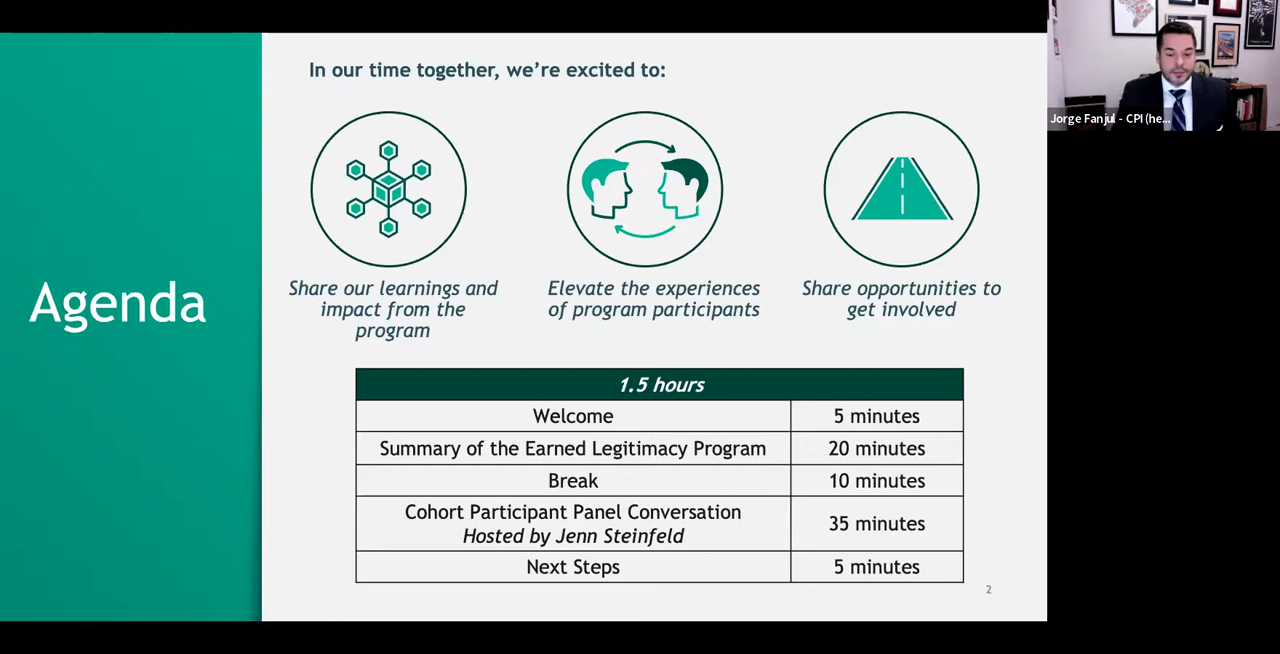 Agenda
In our time together, we're excited to:
Share our learnings and
impact from the
program
Elevate the experiences
of program participants
Share opportunities to
get involved
1.5 hours
Welcome 5 minutes
Summary of the Earned Legitimacy Program 20 minutes
Break 10 minutes
Cohort Participant Panel Conversation
Hosted by Jenn Steinfeld
35 minutes
Next Steps 5 minutes
2
Jorge Fanjul - CPI (he...